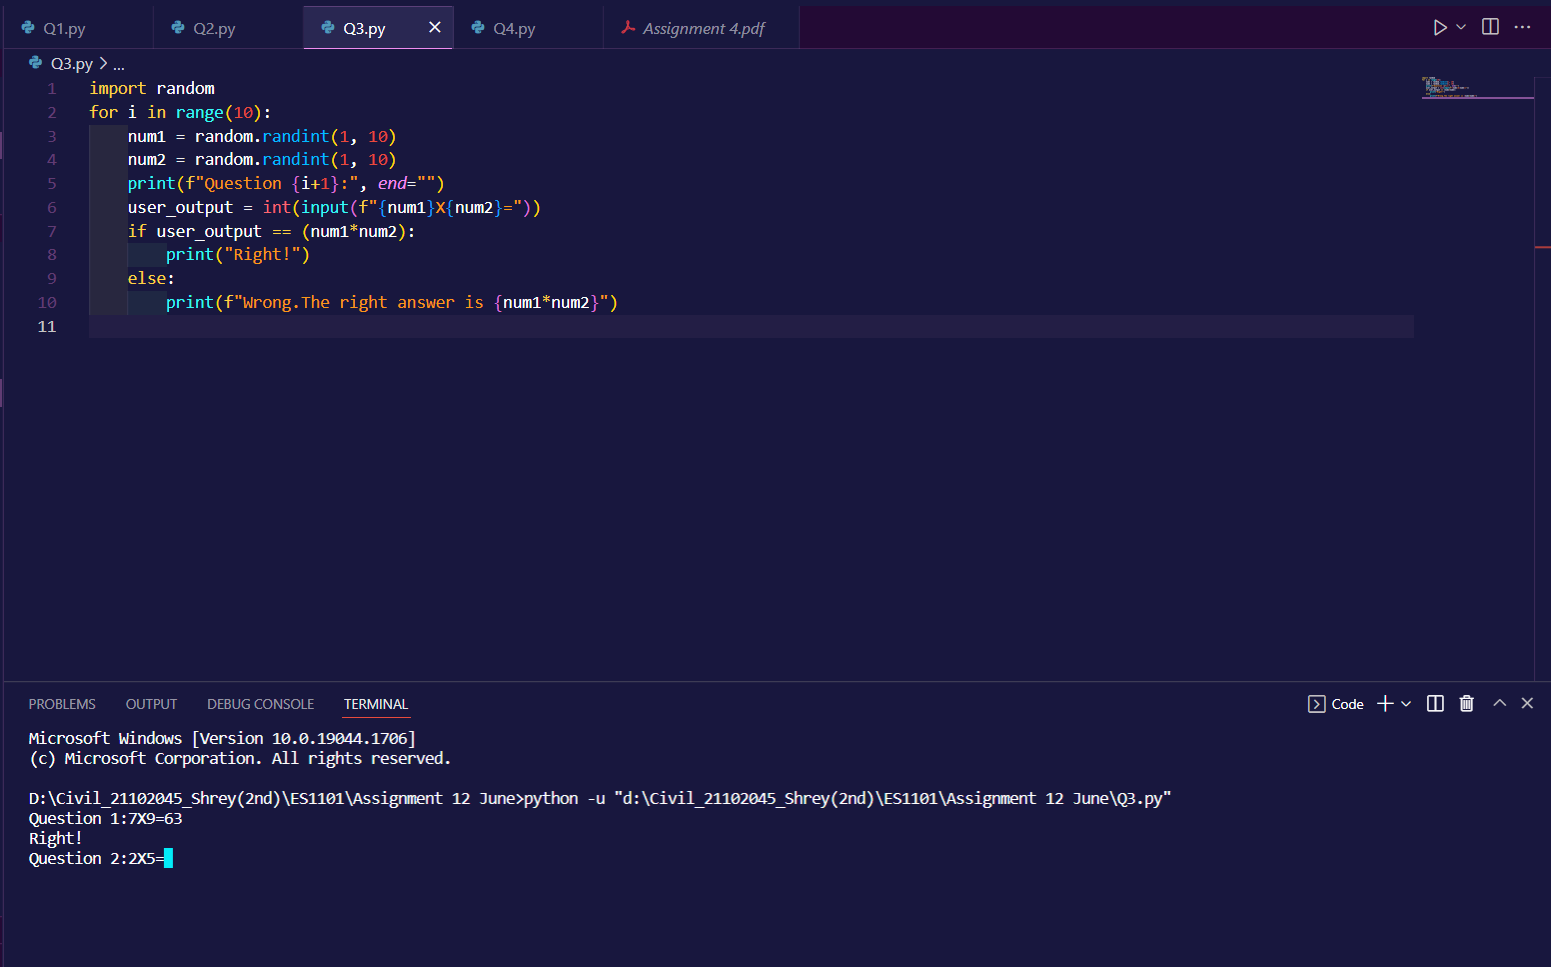 Q1.py Q2.py Q3.py Q4.py Assignment 4.pdf
Q3.py > ...
1 import random
2 for i in range(10):
3     num1 = random.randint(1, 10)
4     num2 = random.randint(1, 10)
5     print(f"Question {i+1}:", end="")
6     user_output = int(input(f"{num1}X{num2}="))
7     if user_output == (num1*num2):
8         print("Right!")
9     else:
10         print(f"Wrong.The right answer is {num1*num2}")
11
PROBLEMS OUTPUT DEBUG CONSOLE TERMINAL Code
Microsoft Windows [Version 10.0.19044.1706]
(c) Microsoft Corporation. All rights reserved.
D:\Civil_21102045_Shrey(2nd)\ES1101\Assignment 12 June>python -u "d:\Civil_21102045_Shrey(2nd)\ES1101\Assignment 12 June\Q3.py"
Question 1:7X9=63
Right!
Question 2:2X5=